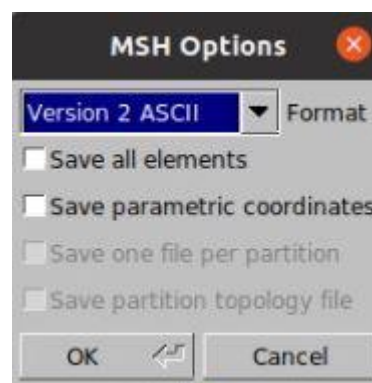 MSH Options
Version 2 ASCII Format
Save all elements
Save parametric coordinates
Save one file per partition
Save partition topology file
OK Cancel